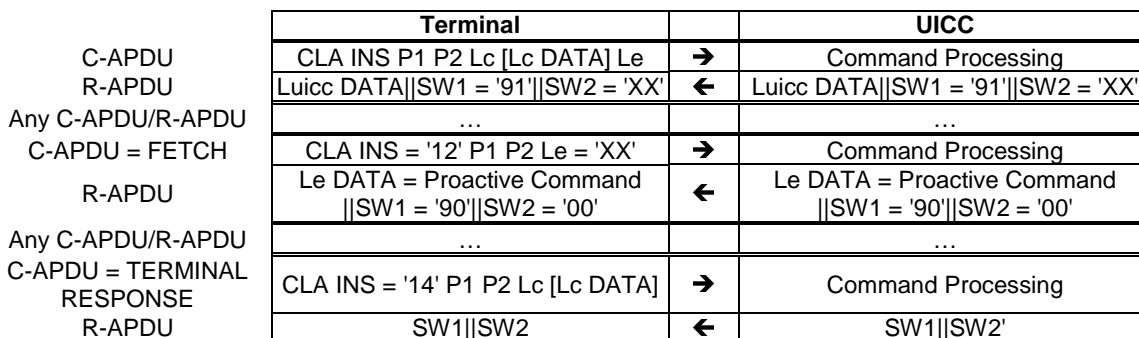 Terminal UICC
C-APDU CLA INS P1 P2 Lc [Lc DATA] Le → Command Processing
R-APDU Luicc DATA||SW1 = '91'||SW2 = 'XX' ← Luicc DATA||SW1 = '91'||SW2 = 'XX'
Any C-APDU/R-APDU … …
C-APDU = FETCH CLA INS = '12' P1 P2 Le = 'XX' → Command Processing
R-APDU Le DATA = Proactive Command ← Le DATA = Proactive Command
||SW1 = '90'||SW2 = '00' ||SW1 = '90'||SW2 = '00'
Any C-APDU/R-APDU … …
C-APDU = TERMINAL
RESPONSE CLA INS = '14' P1 P2 Lc [Lc DATA] → Command Processing
R-APDU SW1||SW2 ← SW1||SW2'